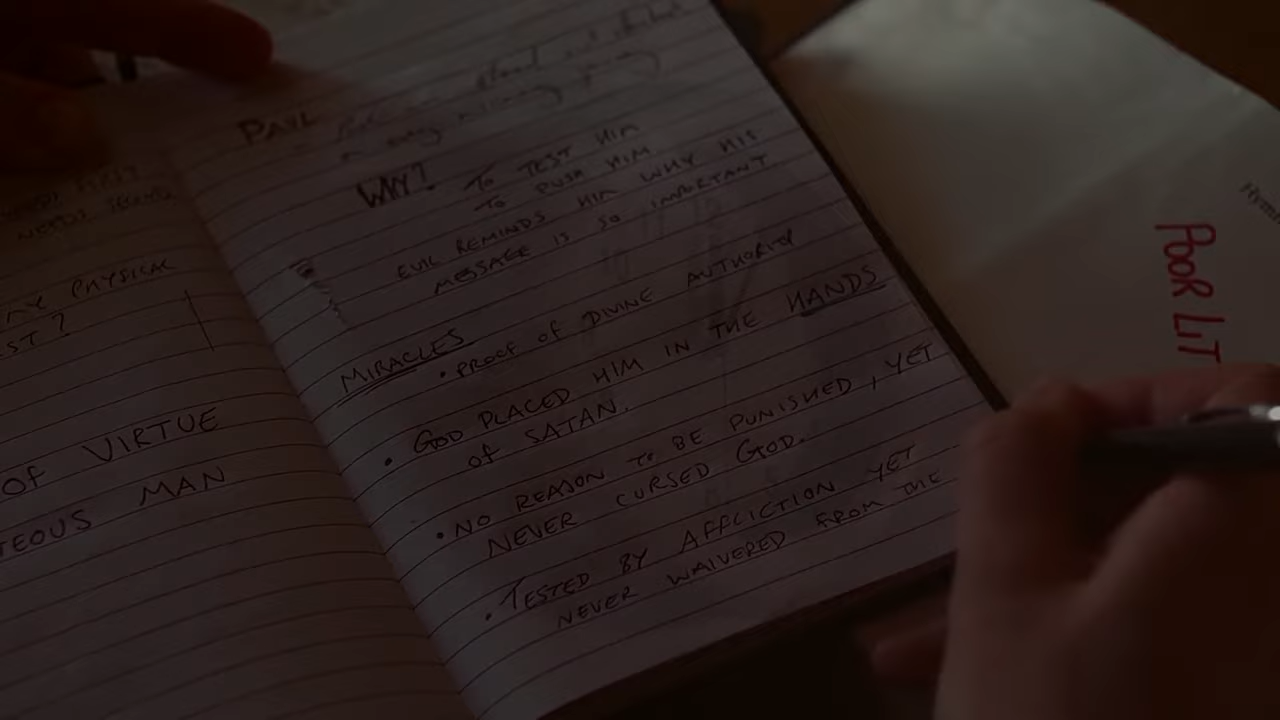 PHYSICAL
OF VIRTUE
MAN
PAUL
WHY? TO TEST HIM
TO PUSH HIM
EVIL REMINDS HIM WHY HIS
MESSAGE IS SO IMPORTANT
MIRACLES
• PROOF OF DIVINE AUTHORITY
• GOD PLACED HIM IN THE HANDS
OF SATAN.
• NO REASON TO BE PUNISHED, YET
NEVER CURSED GOD.
• TESTED BY AFFLICTION YET
NEVER WAIVERED FROM THE
POOR LIT